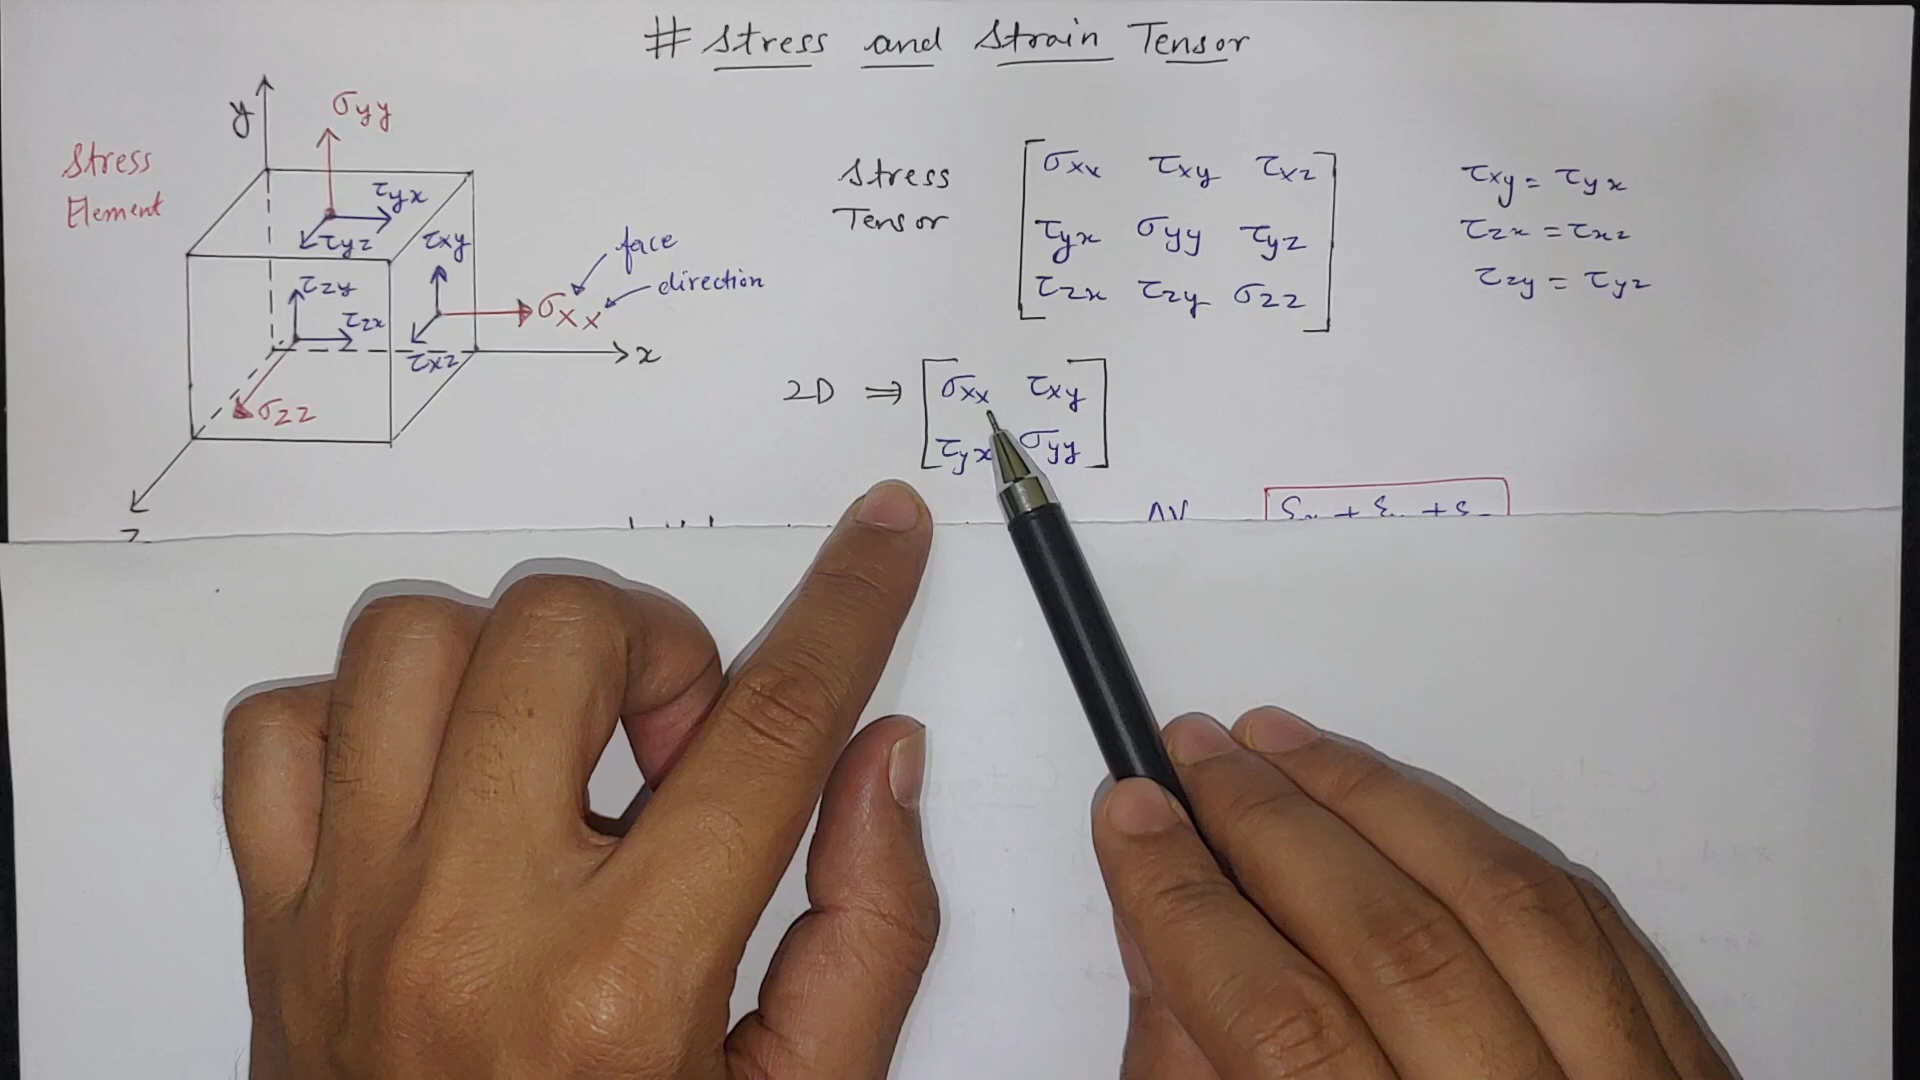 # Stress and Strain Tensor
Stress
Element
y
σyy
τyx
τyz
τxy
τzy
τzx
τxz
σxx
face
direction
x
σzz
z
Stress
Tensor
σxx τxy τxz
τyx σyy τyz
τzx τzy σzz
τxy = τyx
τzx = τxz
τzy = τyz
2D ⇒
σxx τxy
τyx σyy